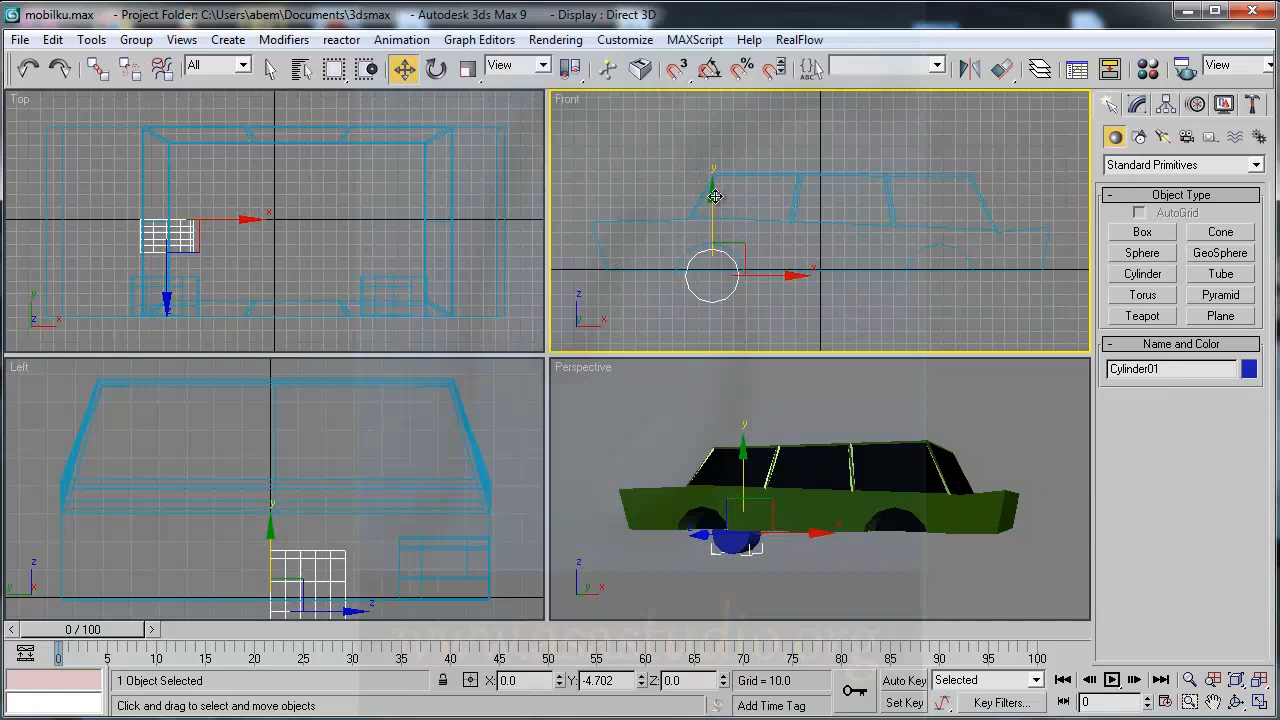 mobilku.max - Project Folder: C:\Users\abem\Documents\3dsmax - Autodesk 3ds Max 9 - Display : Direct 3D
File Edit Tools Group Views Create Modifiers reactor Animation Graph Editors Rendering Customize MAXScript Help RealFlow
All View 3 % ABC View
Top
Front
Standard Primitives
- Object Type
AutoGrid
Box Cone
Sphere GeoSphere
Cylinder Tube
Torus Pyramid
Teapot Plane
- Name and Color
Cylinder01
Left
Perspective
x
y
z
< 0 / 100 >
0 5 10 15 20 25 30 35 40 45 50 55 60 65 70 75 80 85 90 95 100
1 Object Selected X: 0.0 Y: -4.702 Z: 0.0 Grid = 10.0 Auto Key Selected
Click and drag to select and move objects Add Time Tag Set Key Key Filters... 0